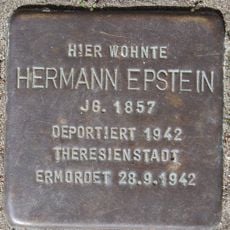 HIER WOHNTE
HERMANN EPSTEIN
JG. 1857
DEPORTIERT 1942
THERESIENSTADT
ERMORDET 28.9.1942